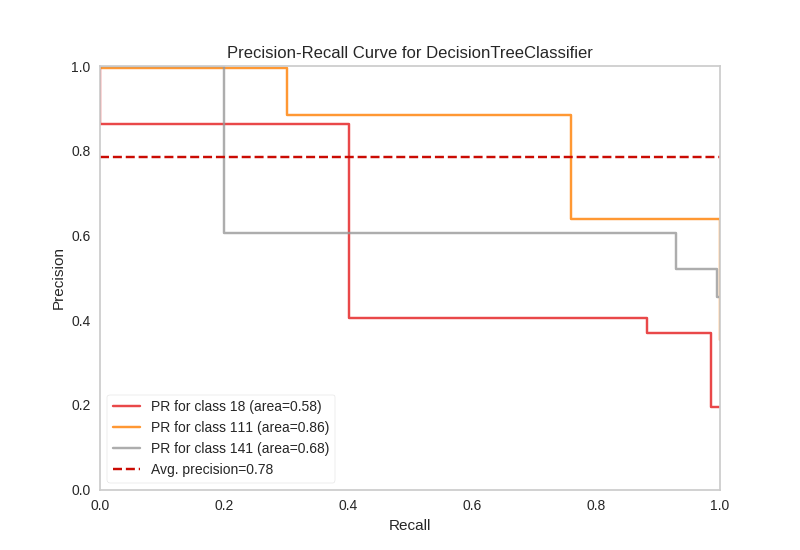 Precision-Recall Curve for DecisionTreeClassifier
1.0
0.8
0.6
0.4
0.2
0.0
Precision
PR for class 18 (area=0.58)
PR for class 111 (area=0.86)
PR for class 141 (area=0.68)
Avg. precision=0.78
0.0 0.2 0.4 0.6 0.8 1.0
Recall